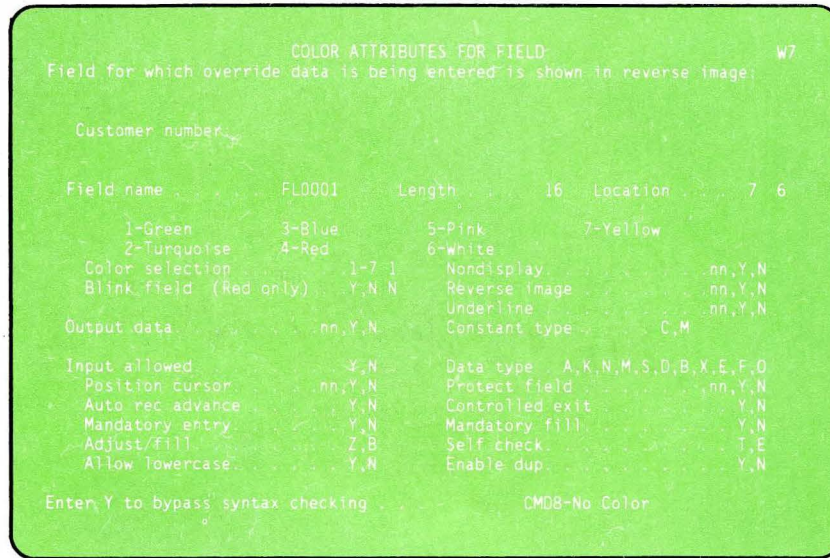 COLOR ATTRIBUTES FOR FIELD W7
Field for which override data is being entered is shown in reverse image:
Customer number.
Field name . . . . . FL0001 Length . . . 16 Location . . . . 7 6
1-Green 3-Blue 5-Pink 7-Yellow
2-Turquoise 4-Red 6-White
Color selection . . . . . . . 1-7 1 Nondisplay. . . . . . . . . . . nn,Y,N
Blink field (Red only) . . Y,N N Reverse image . . . . . . . . nn,Y,N
Underline . . . . . . . . . . . nn,Y,N
Output data . . . . . . . nn,Y,N Constant type . . . . . C,M
Input allowed . . . . . . . . Y,N Data type . A,K,N,M,S,D,B,X,E,F,O
Position cursor. . . . . nn,Y,N Protect field . . . . . . . . nn,Y,N
Auto rec advance . . . . . . Y,N Controlled exit . . . . . . . . . Y,N
Mandatory entry. . . . . . . Y,N Mandatory fill. . . . . . . . . . Y,N
Adjust/fill. . . . . . . . . Z,B Self check. . . . . . . . . . . . T,E
Allow lowercase. . . . . . . Y,N Enable dup. . . . . . . . . . . . Y,N
Enter Y to bypass syntax checking . . CMD8-No Color